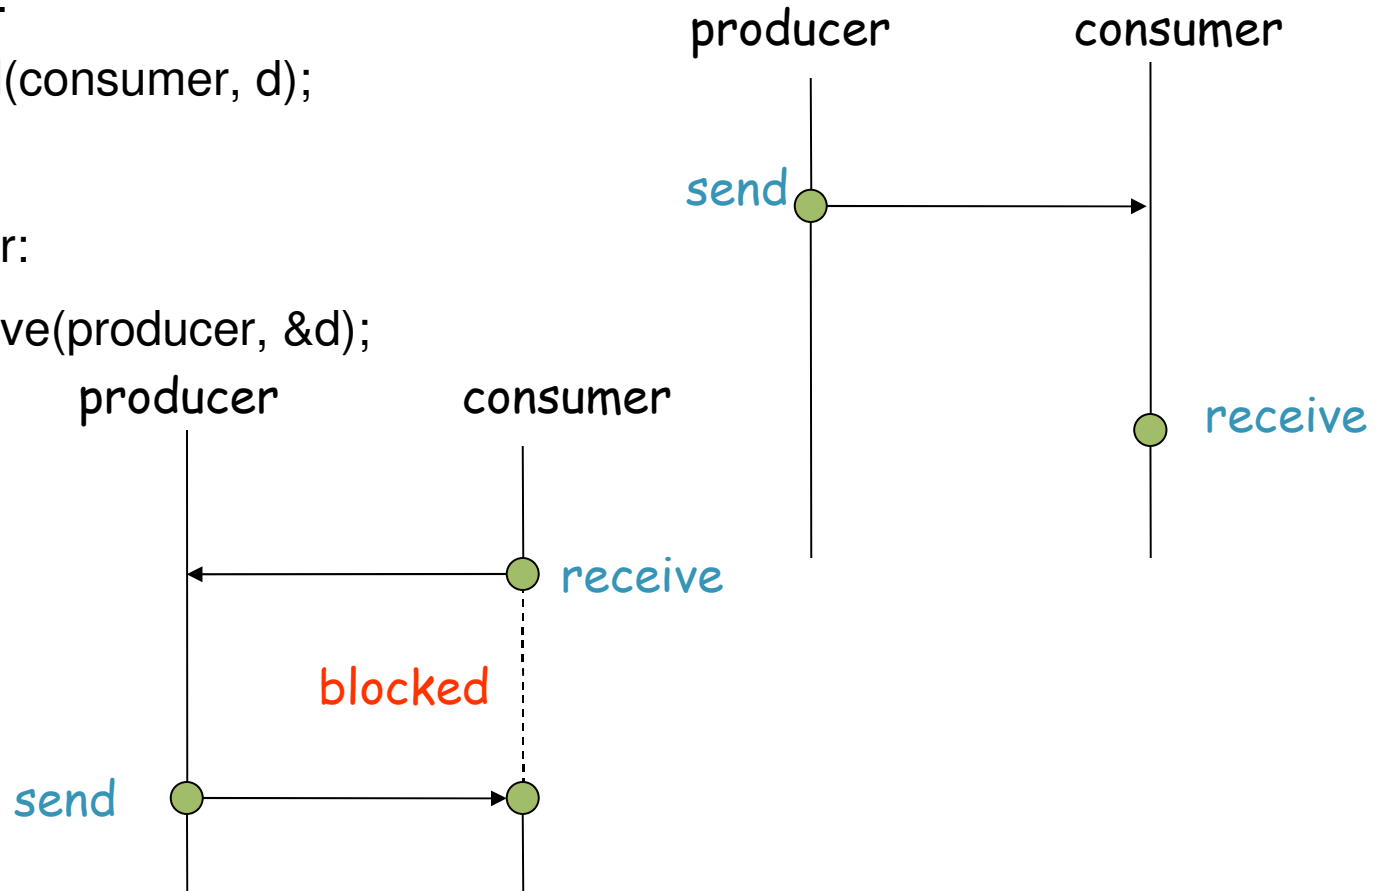 (consumer, d);
r:
ve(producer, &d);
producer consumer
send
receive
producer consumer
receive
blocked
send